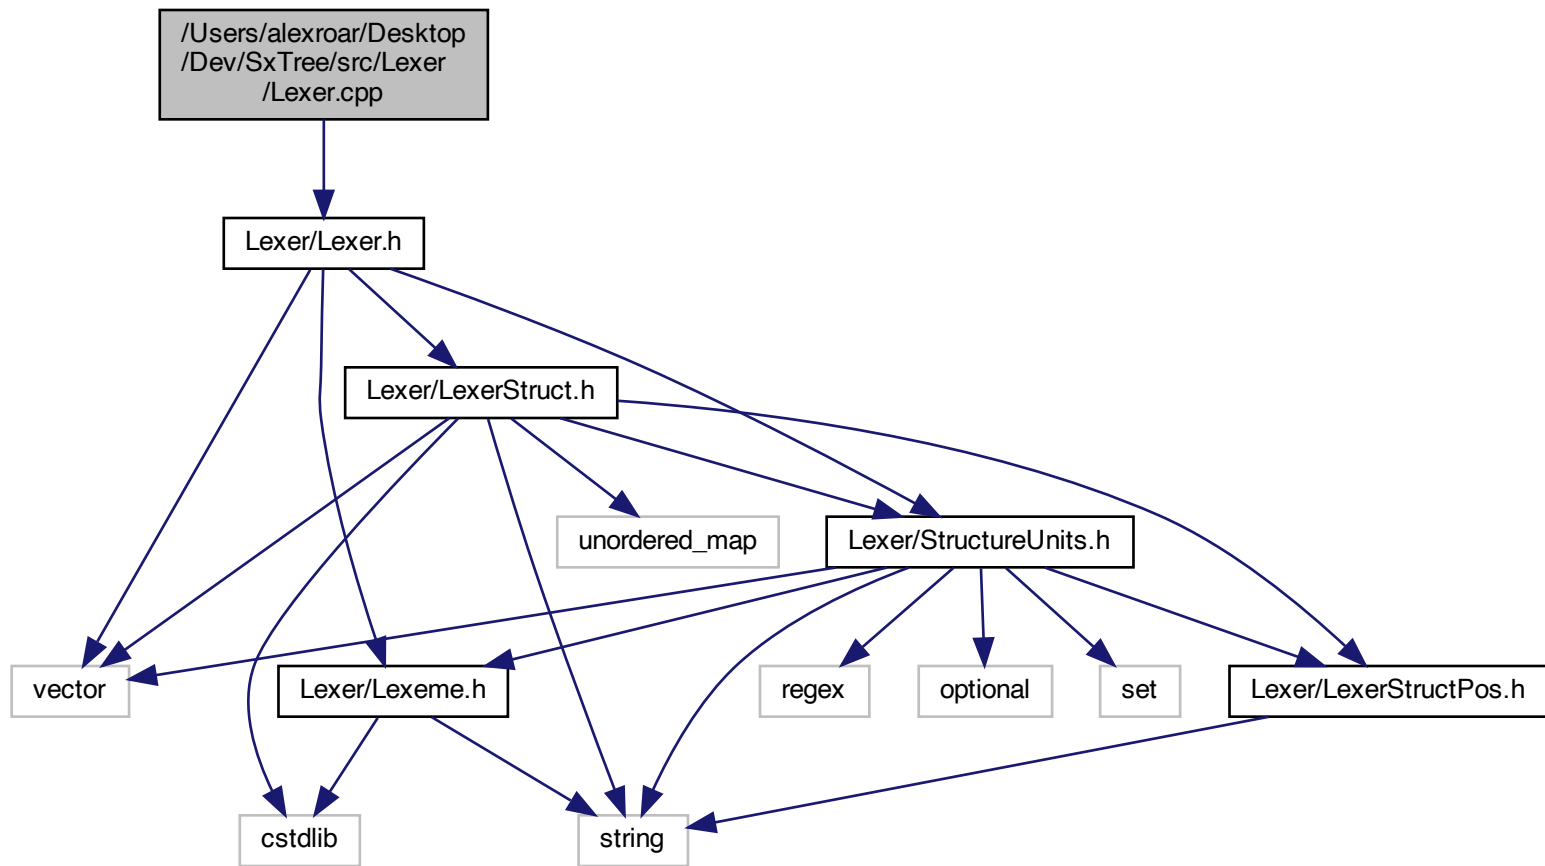 /Users/alexroar/Desktop
/Dev/SxTree/src/Lexer
/Lexer.cpp
Lexer/Lexer.h
Lexer/LexerStruct.h
unordered_map
Lexer/StructureUnits.h
vector
Lexer/Lexeme.h
regex
optional
set
Lexer/LexerStructPos.h
cstdlib
string